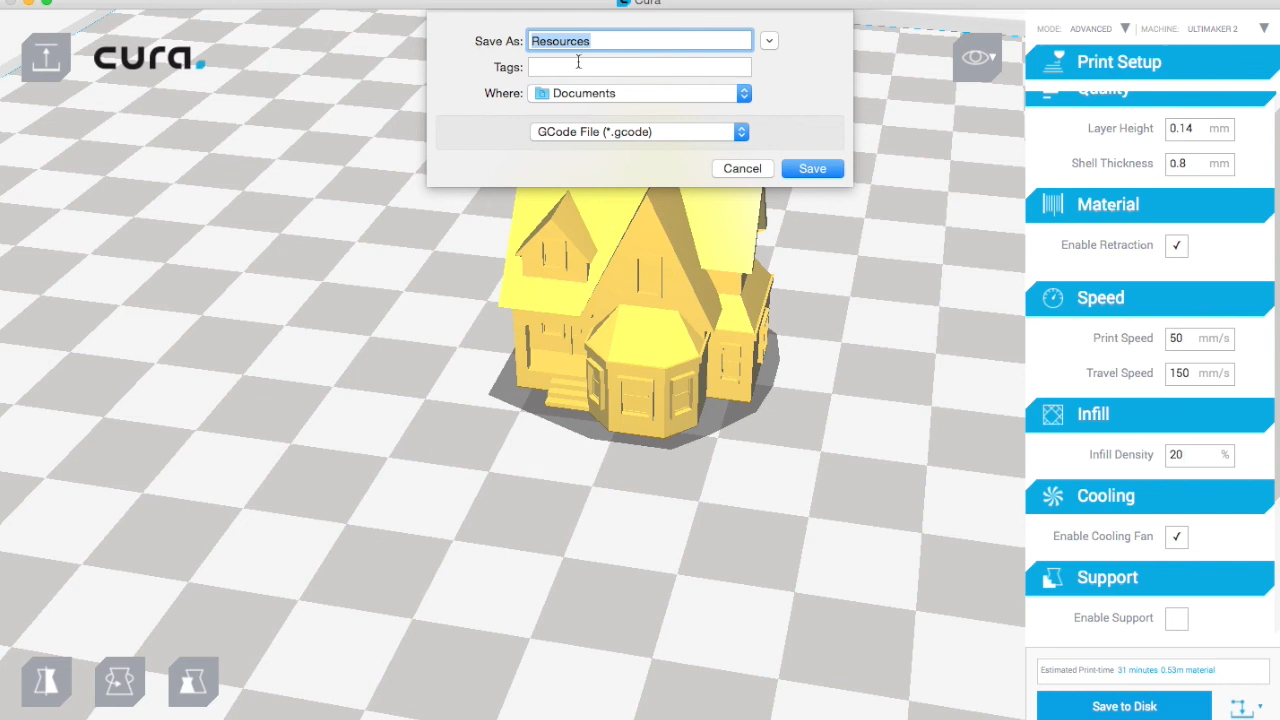 Cura
cura.
Save As: Resources
Tags:
Where: Documents
GCode File (*.gcode)
Cancel Save
MODE: ADVANCED MACHINE: ULTIMAKER 2
Print Setup
Quality
Layer Height 0.14 mm
Shell Thickness 0.8 mm
Material
Enable Retraction ✓
Speed
Print Speed 50 mm/s
Travel Speed 150 mm/s
Infill
Infill Density 20 %
Cooling
Enable Cooling Fan ✓
Support
Enable Support
Estimated Print-time 31 minutes 0.53m material
Save to Disk